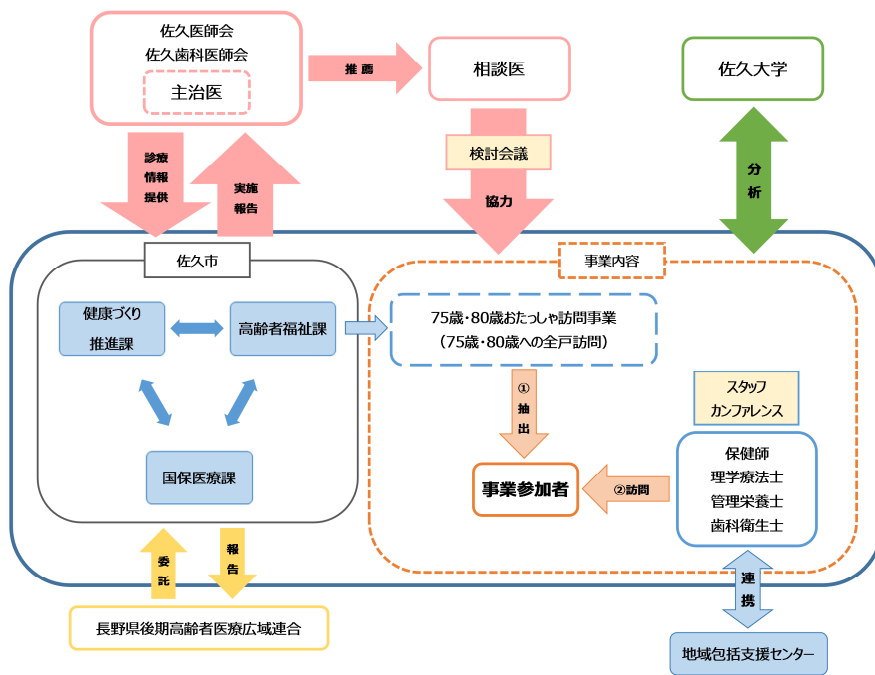 佐久医師会
佐久歯科医師会
主治医
推薦
相談医
佐久大学
診療
情報
提供
実施
報告
検討会議
協力
分析
佐久市
事業内容
健康づくり
推進課
高齢者福祉課
国保医療課
75歳・80歳おたっしゃ訪問事業
（75歳・80歳への全戸訪問）
①
抽
出
スタッフ
カンファレンス
事業参加者
②訪問
保健師
理学療法士
管理栄養士
歯科衛生士
委託
報告
連携
長野県後期高齢者医療広域連合
地域包括支援センター